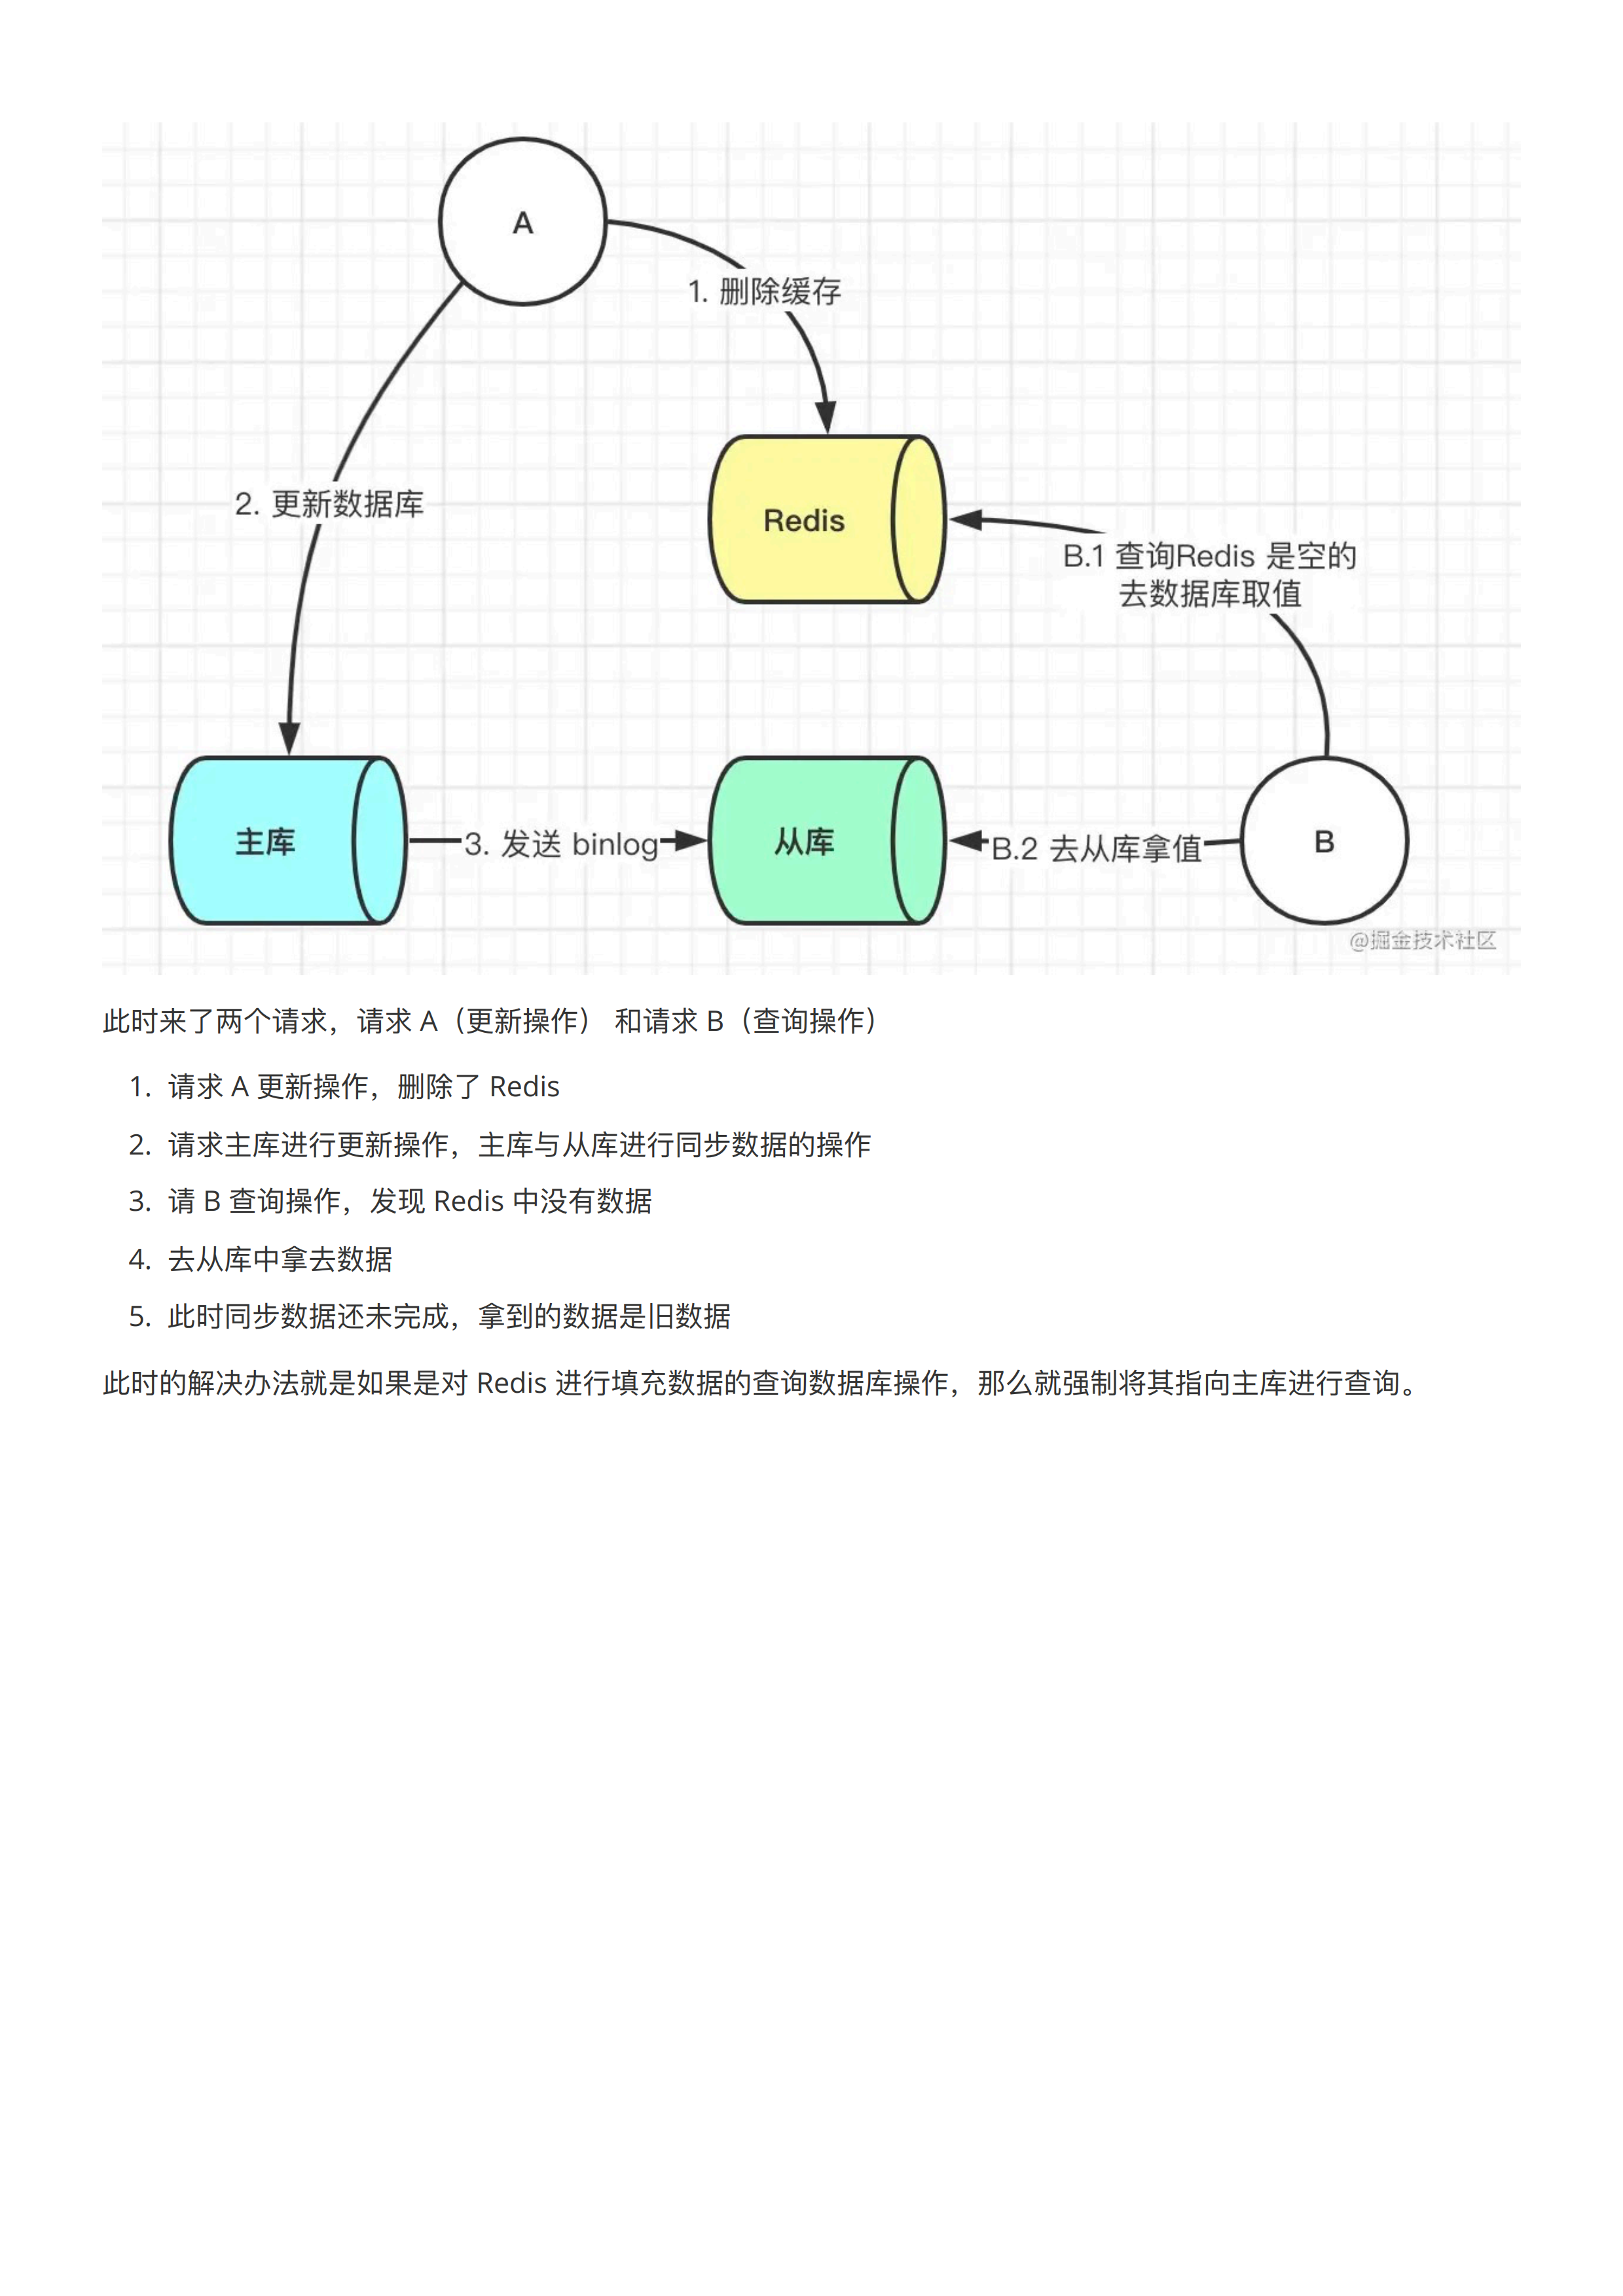 A
1. 删除缓存
2. 更新数据库
Redis
B.1 查询Redis 是空的
去数据库取值
主库
3. 发送 binlog
从库
B.2 去从库拿值
B
@掘金技术社区
此时来了两个请求，请求 A（更新操作） 和请求 B（查询操作）
1. 请求 A 更新操作，删除了 Redis
2. 请求主库进行更新操作，主库与从库进行同步数据的操作
3. 请 B 查询操作，发现 Redis 中没有数据
4. 去从库中拿去数据
5. 此时同步数据还未完成，拿到的数据是旧数据
此时的解决办法就是如果是对 Redis 进行填充数据的查询数据库操作，那么就强制将其指向主库进行查询。